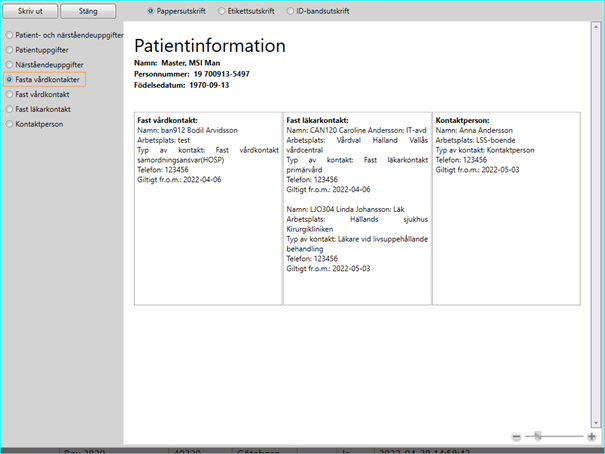 Skriv ut
Stäng
Pappersutskrift
Etikettsutskrift
ID-bandsutskrift
Patient- och närståendeuppgifter
Patientuppgifter
Närståendeuppgifter
Fasta vårdkontakter
Fast vårdkontakt
Fast läkarkontakt
Kontaktperson
Patientinformation
Namn: Master, MSI Man
Personnummer: 19 700913-5497
Födelsedatum: 1970-09-13
Fast vårdkontakt:
Namn: ban912 Bodil Arvidsson
Arbetsplats: test
Typ av kontakt: Fast vårdkontakt
samordningsansvar(HOSP)
Telefon: 123456
Giltigt fr.o.m.: 2022-04-06
Fast läkarkontakt:
Namn: CAN120 Caroline Andersson: IT-avd
Arbetsplats: Vårdval Halland Vallås
vårdcentral
Typ av kontakt: Fast läkarkontakt
primärvård
Telefon: 123456
Giltigt fr.o.m.: 2022-04-06
Namn: LJO304 Linda Johansson: Läk
Arbetsplats: Hallands sjukhus
Kirurgikliniken
Typ av kontakt: Läkare vid livsuppehållande
behandling
Telefon: 123456
Giltigt fr.o.m.: 2022-05-03
Kontaktperson:
Namn: Anna Andersson
Arbetsplats: LSS-boende
Typ av kontakt: Kontaktperson
Telefon: 123456
Giltigt fr.o.m.: 2022-05-03